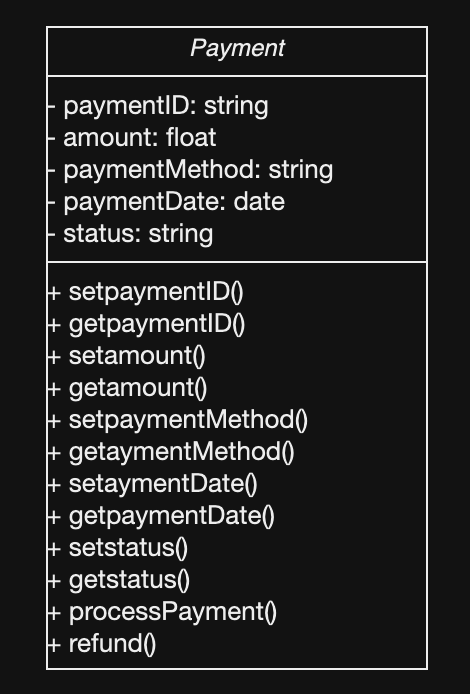 Payment
- paymentID: string
- amount: float
- paymentMethod: string
- paymentDate: date
- status: string
+ setpaymentID()
+ getpaymentID()
+ setamount()
+ getamount()
+ setpaymentMethod()
+ getaymentMethod()
+ setaymentDate()
+ getpaymentDate()
+ setstatus()
+ getstatus()
+ processPayment()
+ refund()